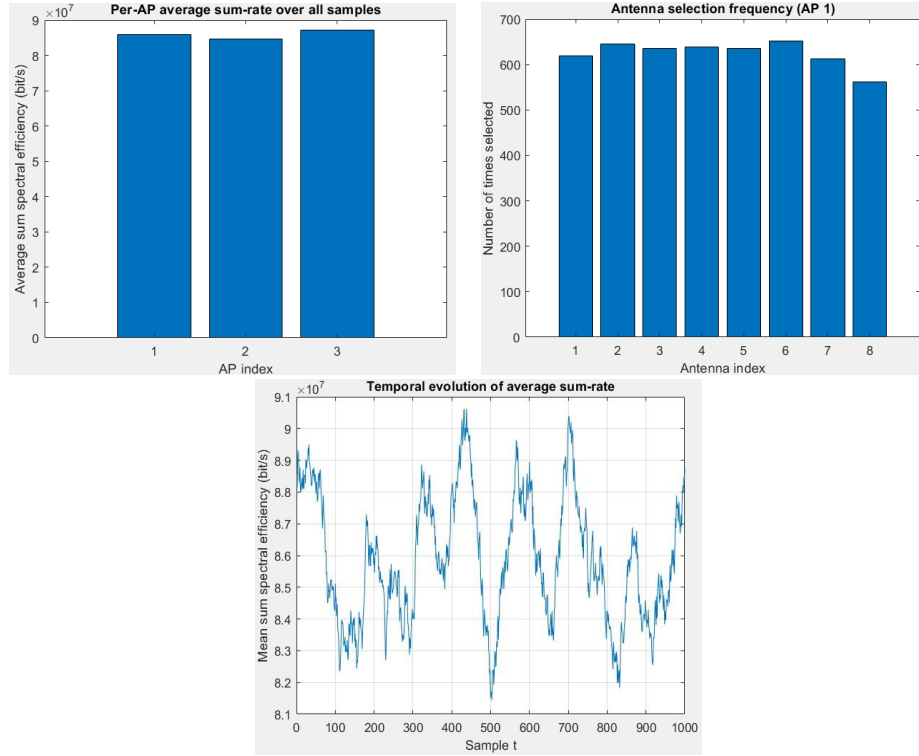 Per-AP average sum-rate over all samples
×10⁷
9
8
7
6
5
4
3
2
1
0
Average sum spectral efficiency (bit/s)
1 2 3
AP index
Antenna selection frequency (AP 1)
700
600
500
400
300
200
100
0
Number of times selected
1 2 3 4 5 6 7 8
Antenna index
Temporal evolution of average sum-rate
×10⁷
9.1
9
8.9
8.8
8.7
8.6
8.5
8.4
8.3
8.2
8.1
Mean sum spectral efficiency (bit/s)
0 100 200 300 400 500 600 700 800 900 1000
Sample t